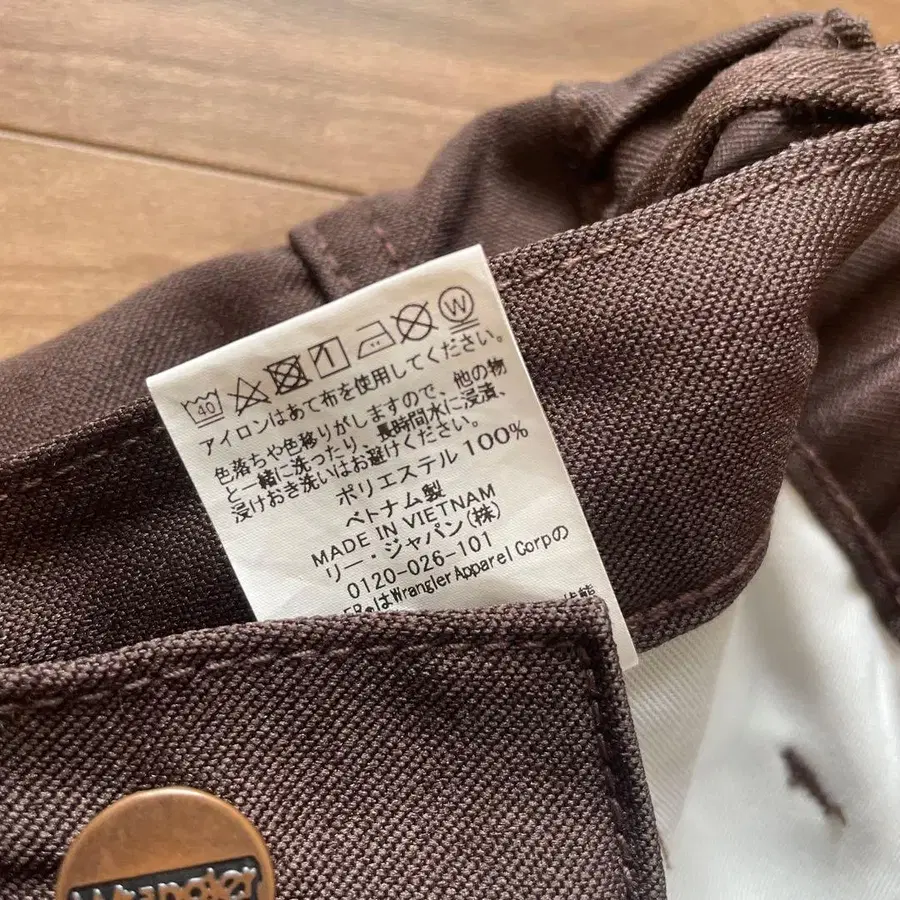 40 W
アイロンはあて布を使用してください。
色落ちや色移りがしますので、他の物
と一緒に洗ったり、長時間水に浸漬、
浸けおき洗いはお避けください。
ポリエステル 100%
ベトナム製
MADE IN VIETNAM
リー・ジャパン(株)
0120-026-101
ER®はWrangler Apparel Corpの
状態
Wrangler